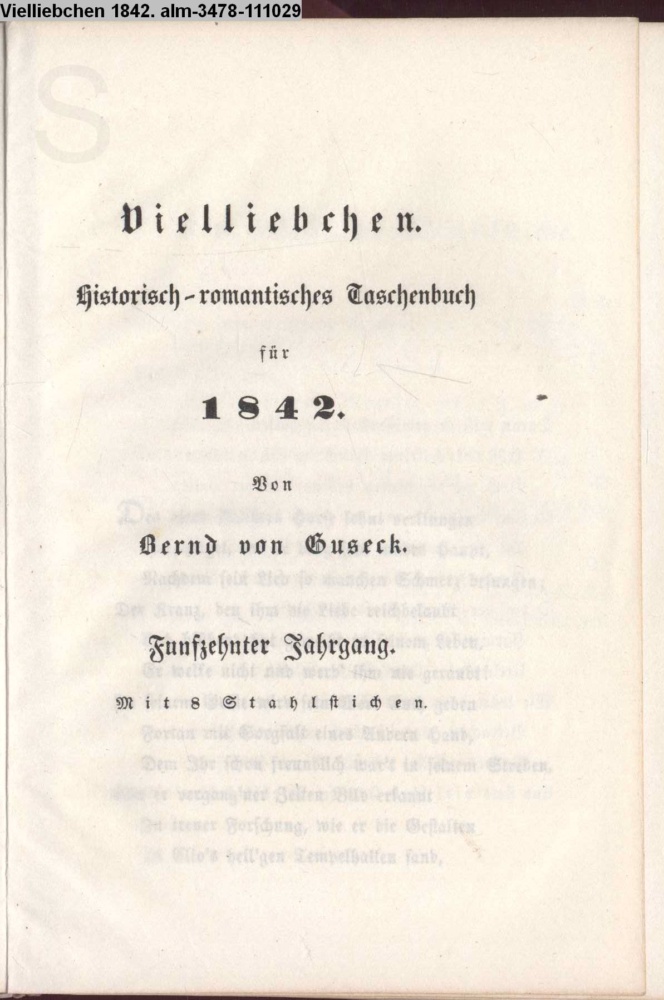 Vielliebchen 1842. alm-3478-111029
S
Vielliebchen.
Historisch-romantisches Taschenbuch
für
1842.
Von
Bernd von Guseck.
Funfzehnter Jahrgang.
Mit 8 Stahlstichen.